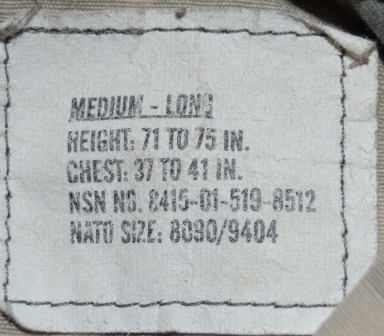 MEDIUM - LONG
HEIGHT: 71 TO 75 IN.
CHEST: 37 TO 41 IN.
NSN NO. 8415-01-519-8512
NATO SIZE: 8090/9404